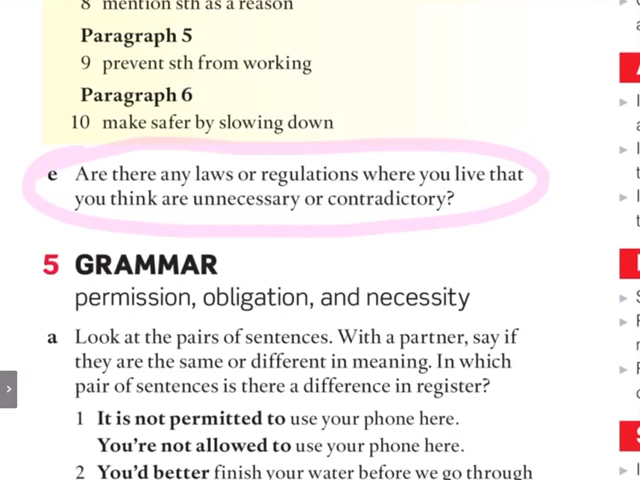 8 mention sth as a reason
Paragraph 5
9 prevent sth from working
Paragraph 6
10 make safer by slowing down
e Are there any laws or regulations where you live that
you think are unnecessary or contradictory?
5 GRAMMAR
permission, obligation, and necessity
a Look at the pairs of sentences. With a partner, say if
they are the same or different in meaning. In which
pair of sentences is there a difference in register?
1 It is not permitted to use your phone here.
You're not allowed to use your phone here.
2 You'd better finish your water before we go through